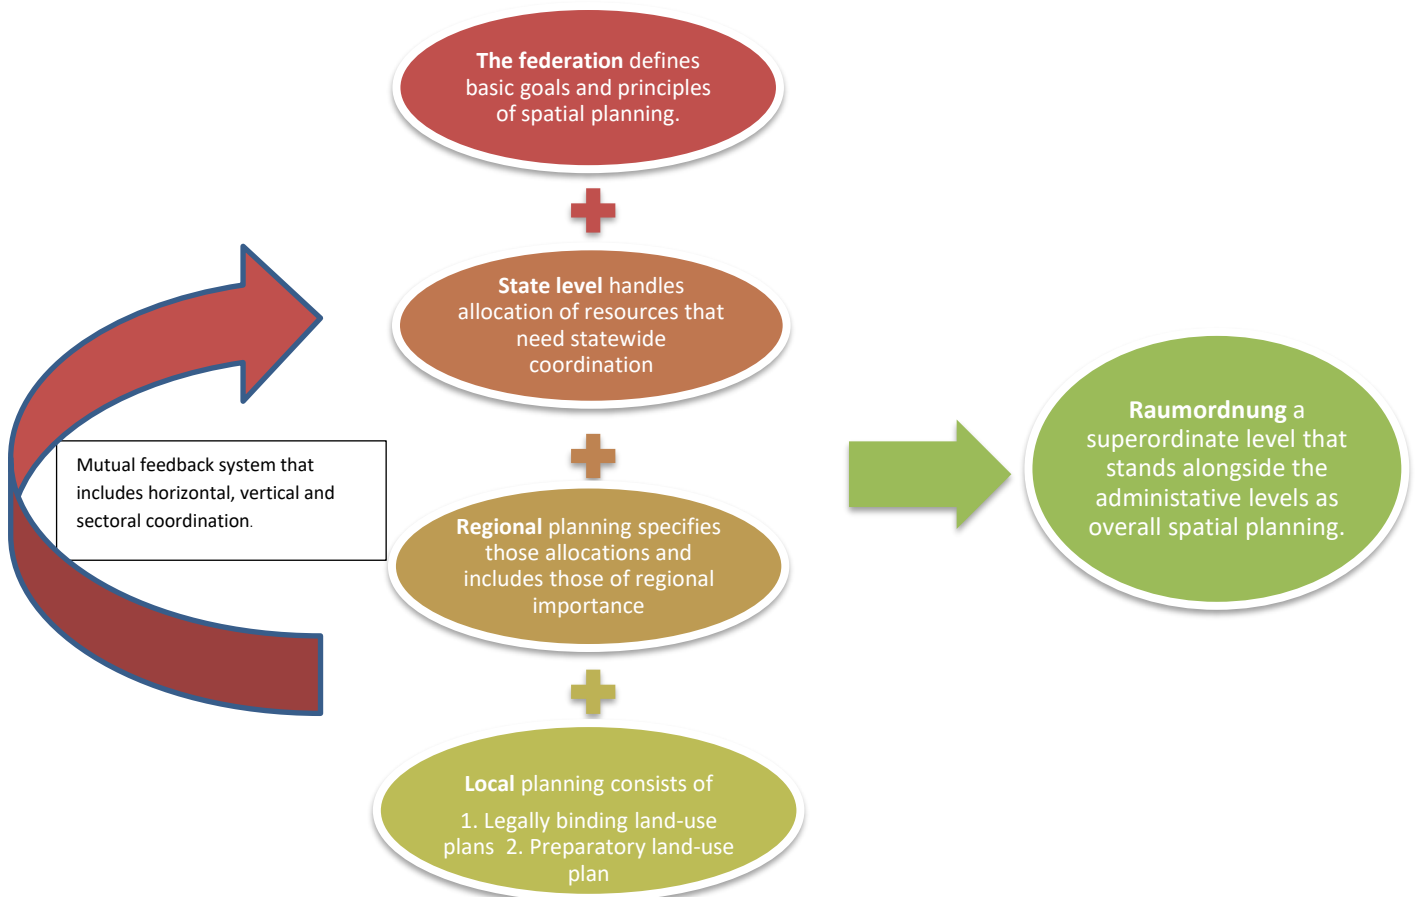 The federation defines
basic goals and principles
of spatial planning.
State level handles
allocation of resources that
need statewide
coordination
Mutual feedback system that
includes horizontal, vertical and
sectoral coordination.
Regional planning specifies
those allocations and
includes those of regional
importance
Local planning consists of
1. Legally binding land-use
plans 2. Preparatory land-use
plan
Raumordnung a
superordinate level that
stands alongside the
administative levels as
overall spatial planning.